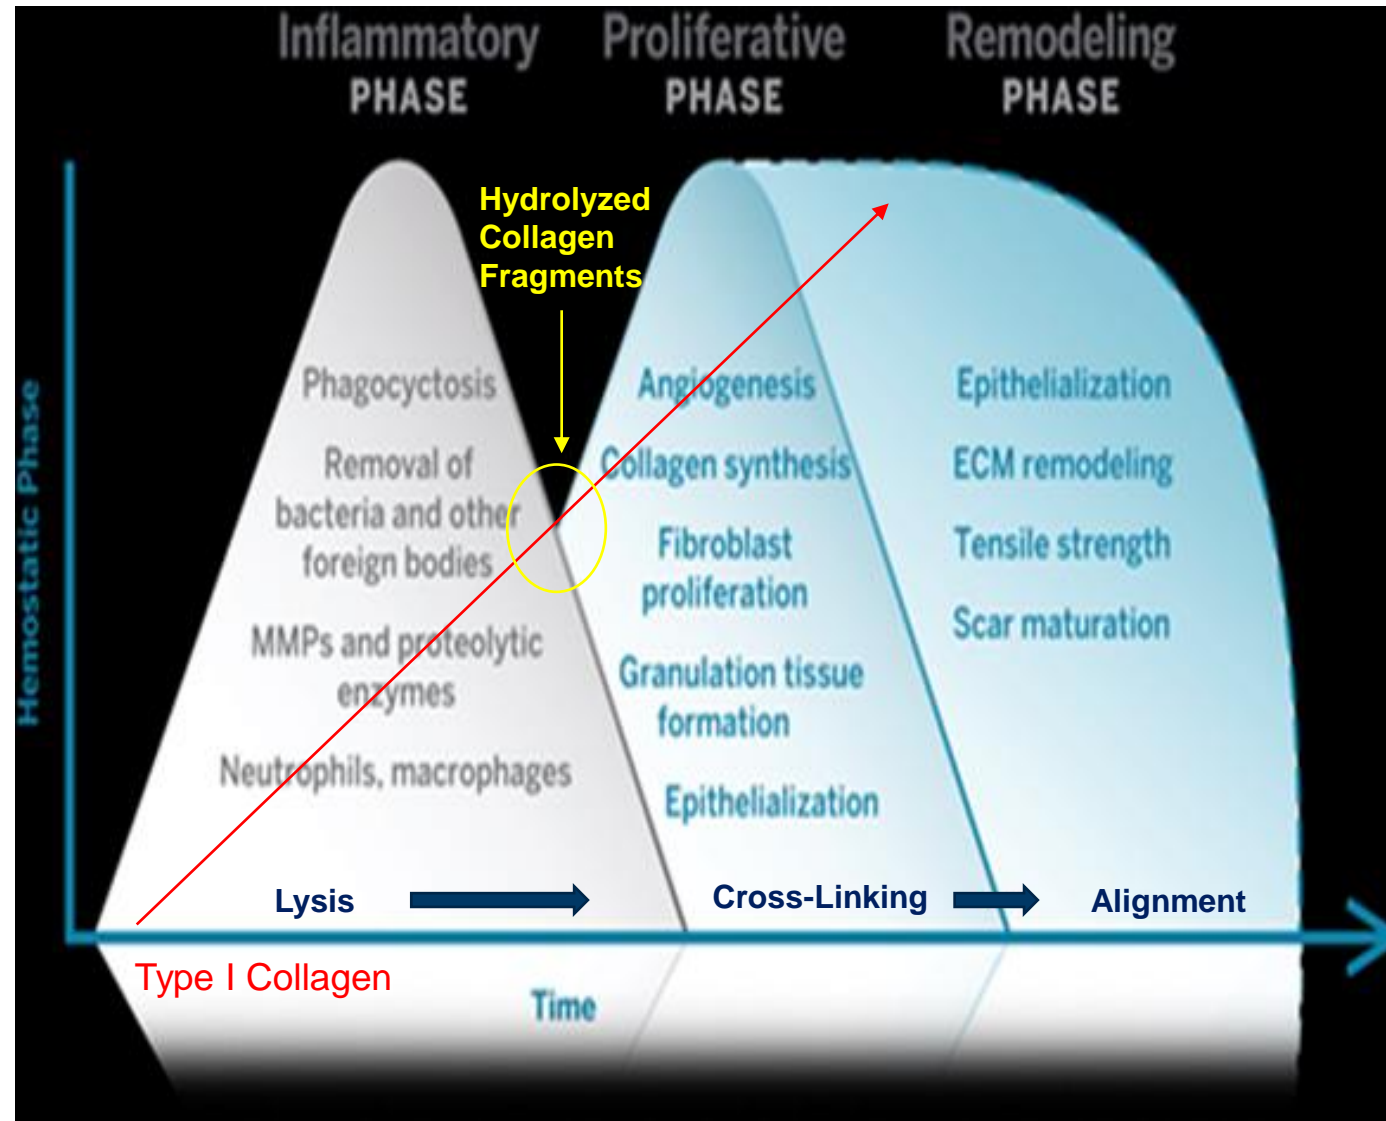 Inflammatory
PHASE
Proliferative
PHASE
Remodeling
PHASE
Hemostatic Phase
Hydrolyzed
Collagen
Fragments
Phagocyctosis
Removal of
bacteria and other
foreign bodies
MMPs and proteolytic
enzymes
Neutrophils, macrophages
Angiogenesis
Collagen synthesis
Fibroblast
proliferation
Granulation tissue
formation
Epithelialization
Epithelialization
ECM remodeling
Tensile strength
Scar maturation
Lysis
Cross-Linking
Alignment
Type I Collagen
Time